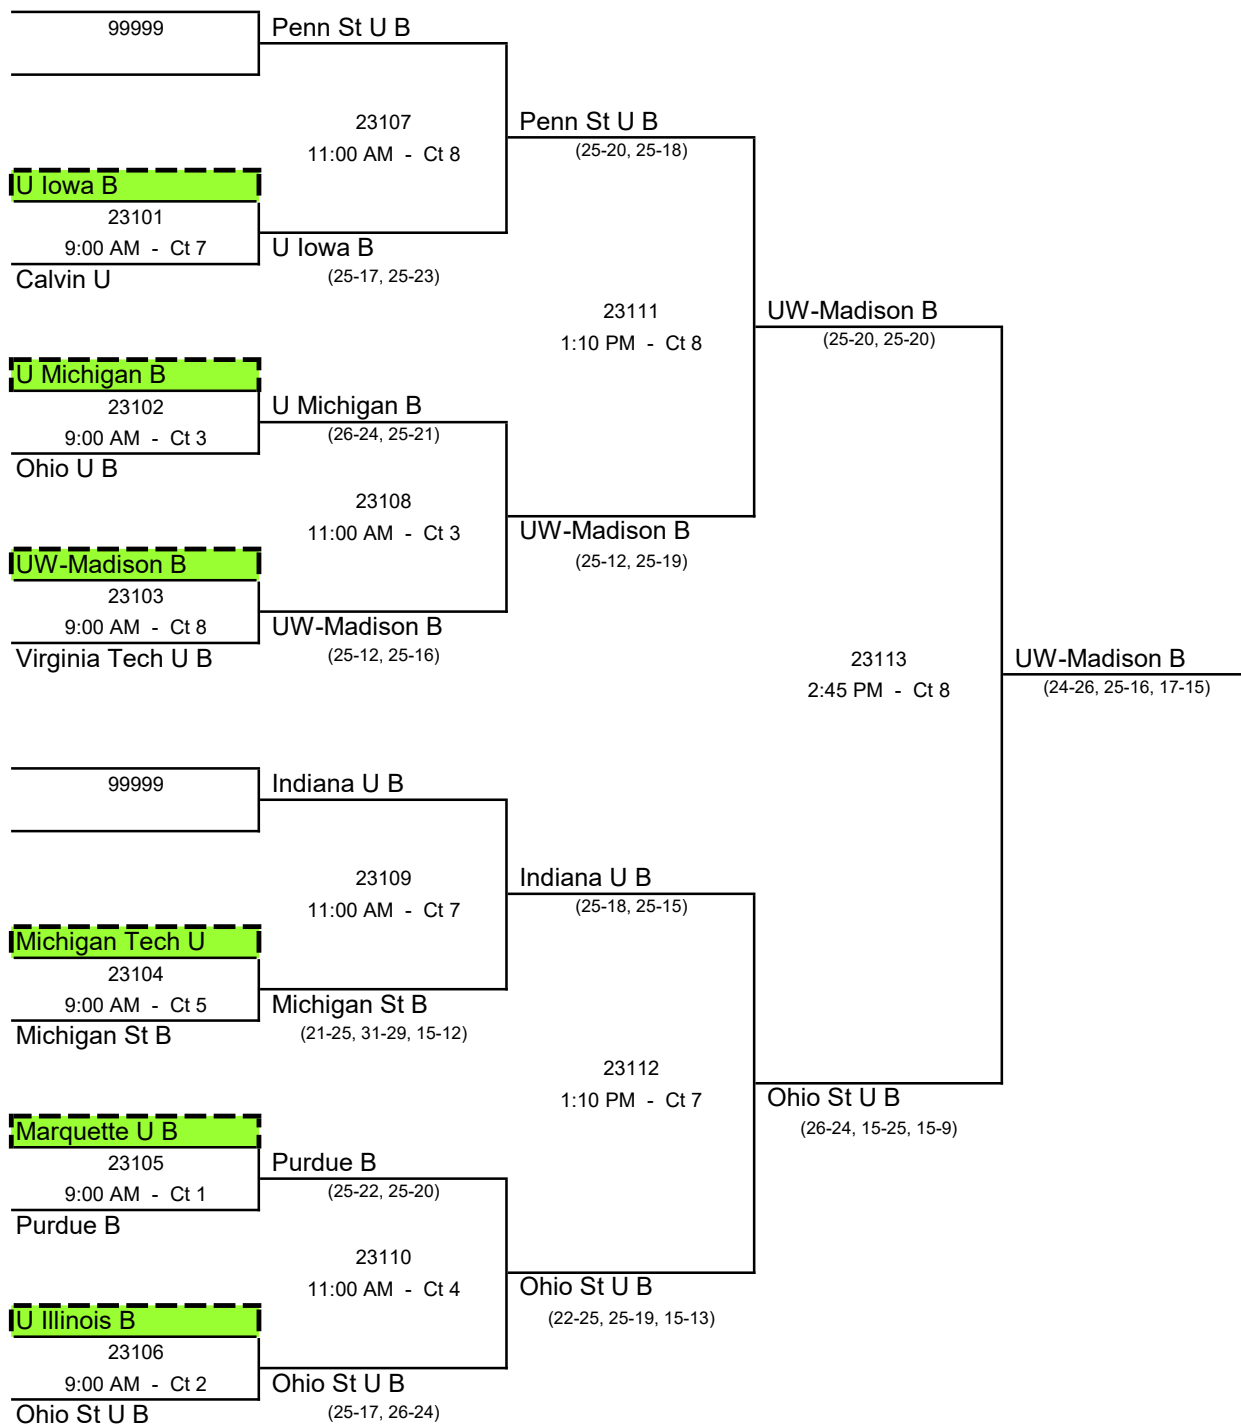 99999
Penn St U B
23107
11:00 AM - Ct 8
Penn St U B
(25-20, 25-18)
U Iowa B
23101
9:00 AM - Ct 7
Calvin U
U Iowa B
(25-17, 25-23)
23111
1:10 PM - Ct 8
UW-Madison B
(25-20, 25-20)
U Michigan B
23102
9:00 AM - Ct 3
Ohio U B
U Michigan B
(26-24, 25-21)
23108
11:00 AM - Ct 3
UW-Madison B
(25-12, 25-19)
UW-Madison B
23103
9:00 AM - Ct 8
Virginia Tech U B
UW-Madison B
(25-12, 25-16)
23113
2:45 PM - Ct 8
UW-Madison B
(24-26, 25-16, 17-15)
99999
Indiana U B
23109
11:00 AM - Ct 7
Indiana U B
(25-18, 25-15)
Michigan Tech U
23104
9:00 AM - Ct 5
Michigan St B
Michigan St B
(21-25, 31-29, 15-12)
23112
1:10 PM - Ct 7
Ohio St U B
(26-24, 15-25, 15-9)
Marquette U B
23105
9:00 AM - Ct 1
Purdue B
Purdue B
(25-22, 25-20)
23110
11:00 AM - Ct 4
Ohio St U B
(22-25, 25-19, 15-13)
U Illinois B
23106
9:00 AM - Ct 2
Ohio St U B
Ohio St U B
(25-17, 26-24)